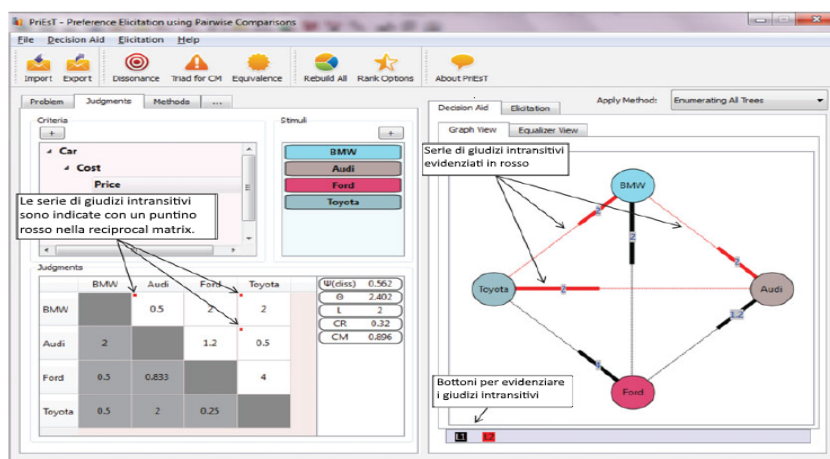 PriEsT - Preference Elicitation using Pairwise Comparisons
File Decision Aid Elicitation Help
Import Export Dissonance Triad for CM Equivalence Rebuild All Rank Options About PriEsT
Problem Judgments Methods ...
Criteria
+
Car
Cost
Price
Le serie di giudizi intransitivi
sono indicate con un puntino
rosso nella reciprocal matrix.
Stimuli
+
BMW
Audi
Ford
Toyota
Judgments
BMW Audi Ford Toyota
BMW 0.5 2 2
Audi 2 1.2 0.5
Ford 0.5 0.833 4
Toyota 0.5 2 0.25
Ψ(diss) 0.562
Θ 2.402
L 2
CR 0.32
CM 0.896
Decision Aid Elicitation Apply Method: Enumerating All Trees
Graph View Equalizer View
Serie di giudizi intransitivi
evidenziati in rosso
BMW
Toyota
Audi
Ford
2
2
2
2
1.2
4
Bottoni per evidenziare
i giudizi intransitivi
L1 L2